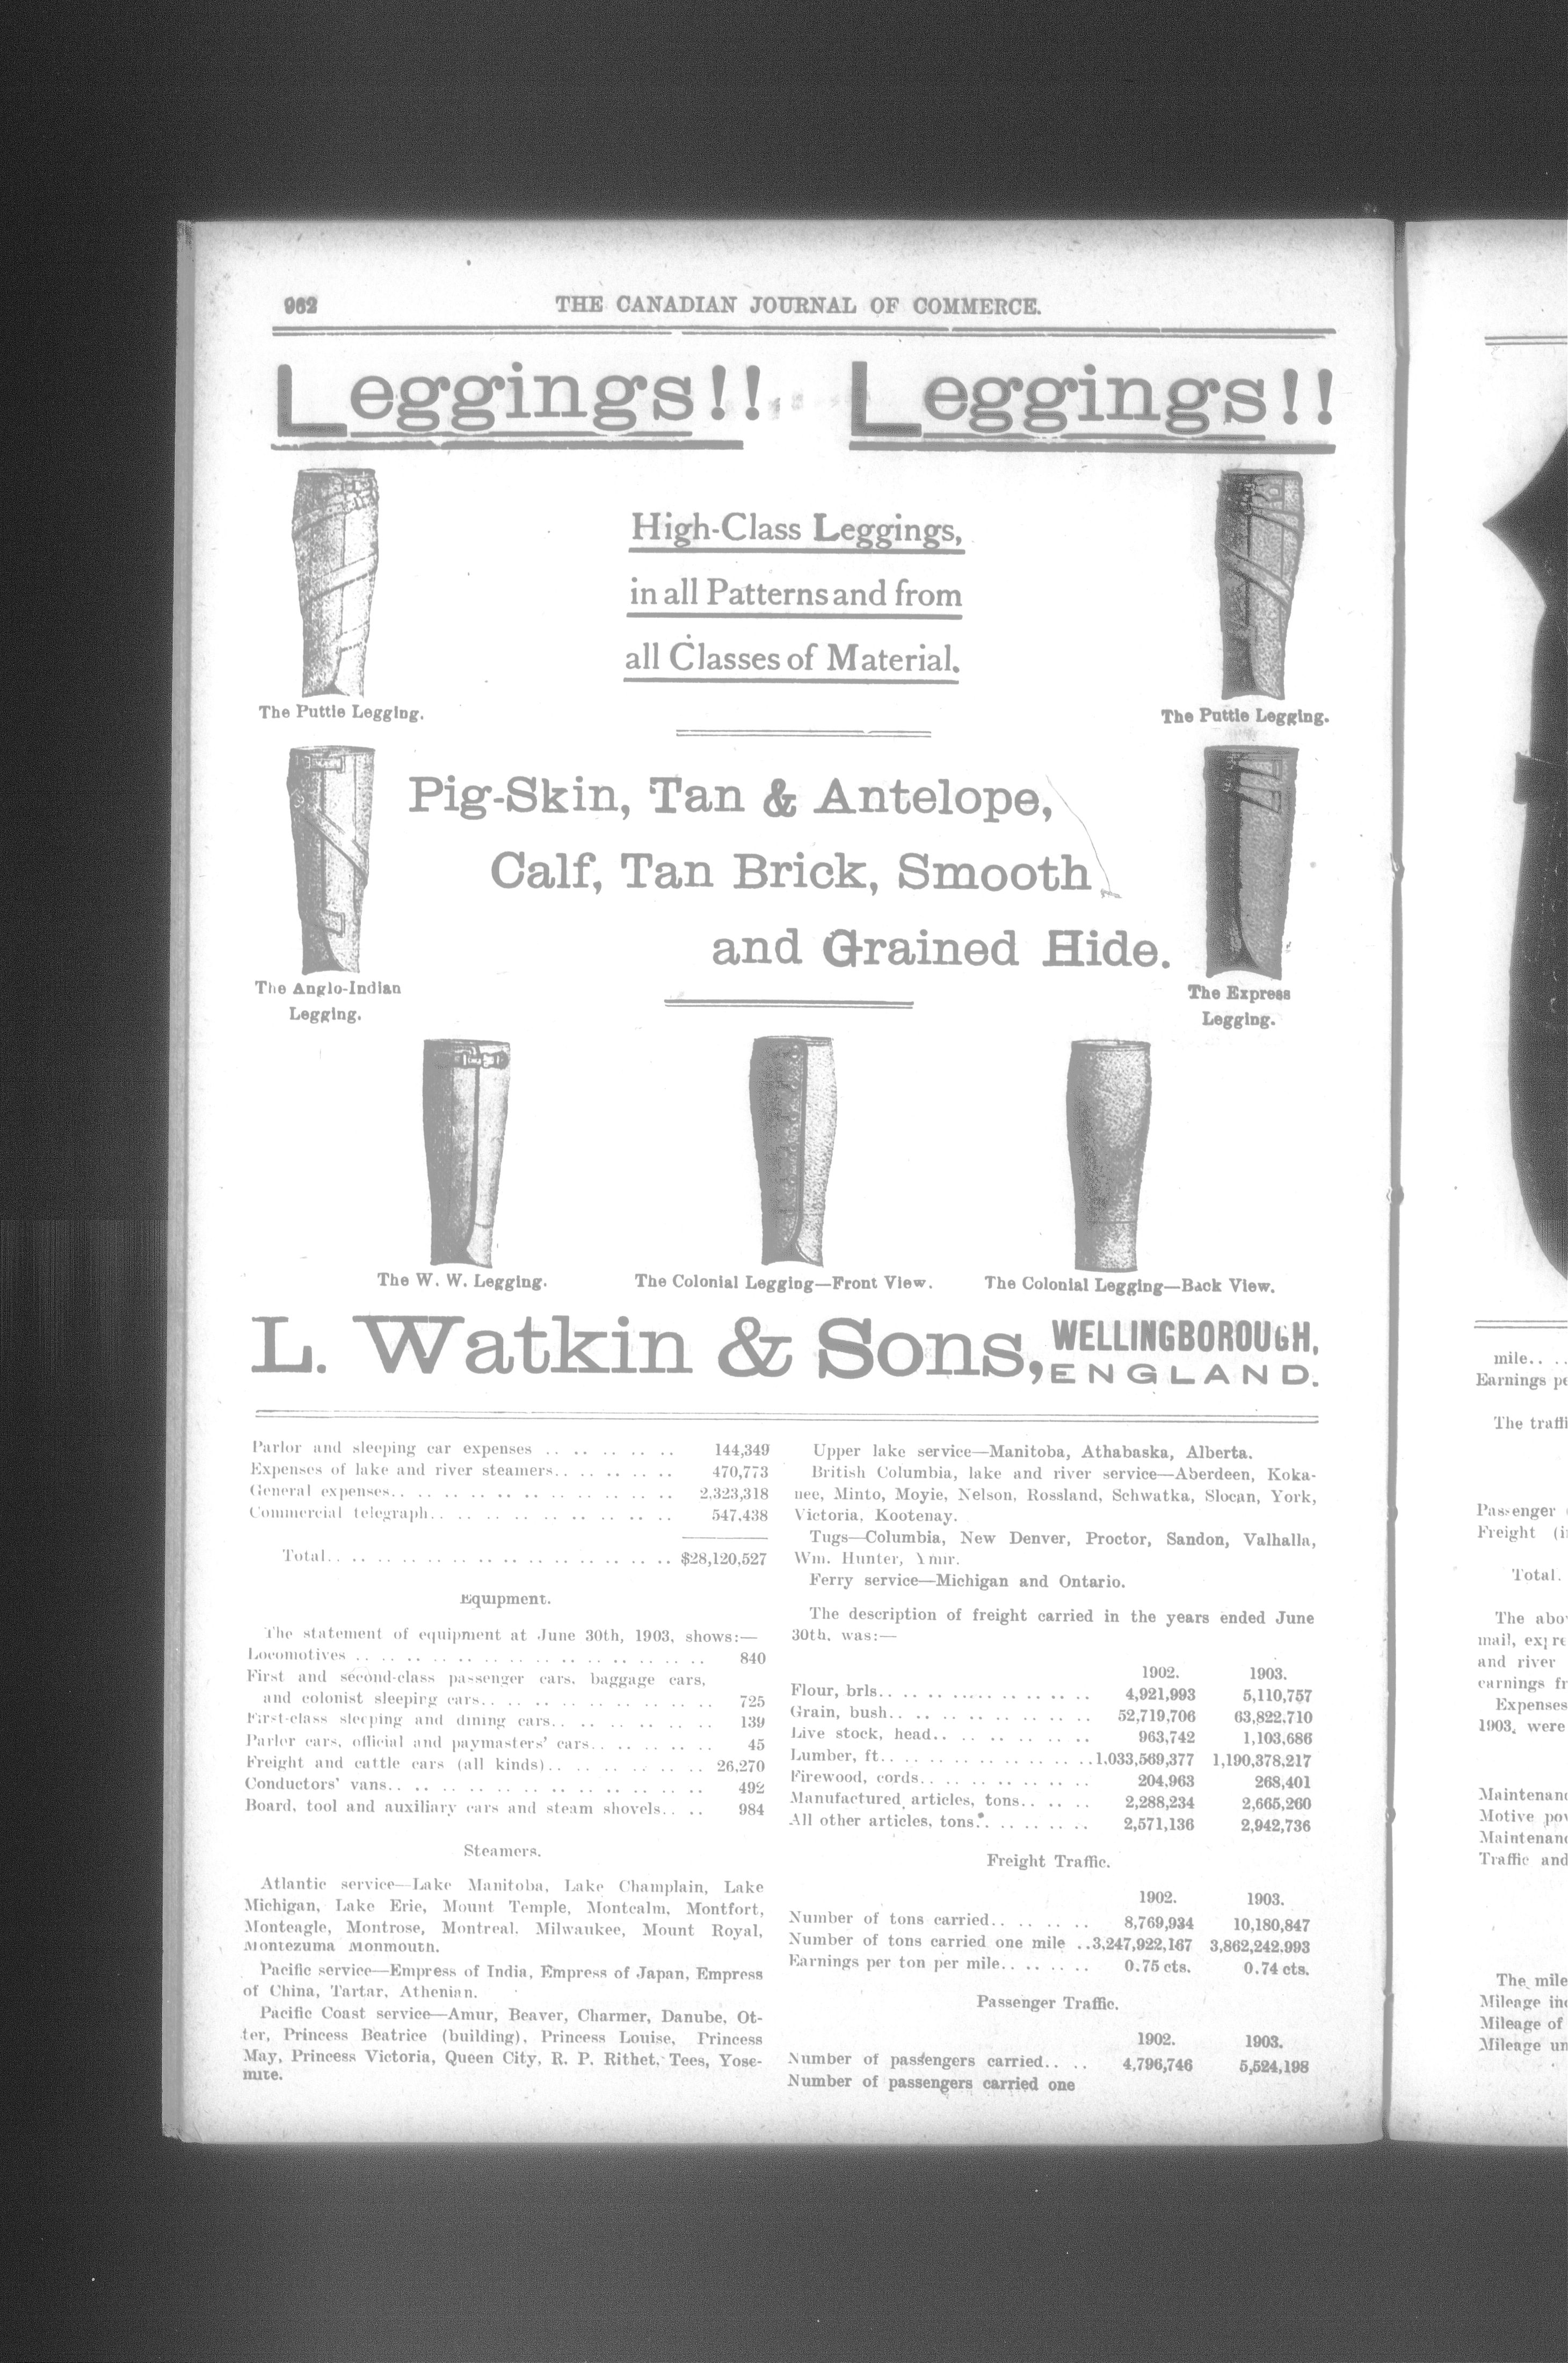 962
THE CANADIAN JOURNAL OF COMMERCE.
Leggings!! Leggings!!
High-Class Leggings,
in all Patterns and from
all Classes of Material.
The Puttie Legging.
The Puttie Legging.
Pig-Skin, Tan & Antelope,
Calf, Tan Brick, Smooth
and Grained Hide.
The Anglo-Indian
Legging.
The Express
Legging.
The W. W. Legging.
The Colonial Legging—Front View.
The Colonial Legging—Back View.
L. Watkin & Sons, WELLINGBOROUGH,
ENGLAND.
Parlor and sleeping car expenses .. .. .. .. .. 144,349
Expenses of lake and river steamers.. .. .. .. .. 470,773
General expenses.. .. .. .. .. .. .. .. .. .. .. 2,323,318
Commercial telegraph.. .. .. .. .. .. .. .. .. 547,438
Total.. .. .. .. .. .. .. .. .. .. .. .. .. .. $28,120,527
Equipment.
The statement of equipment at June 30th, 1903, shows:—
Locomotives .. .. .. .. .. .. .. .. .. .. .. .. .. 840
First and second-class passenger cars, baggage cars,
and colonist sleeping cars.. .. .. .. .. .. .. .. 725
First-class sleeping and dining cars.. .. .. .. .. .. 139
Parlor cars, official and paymasters' cars.. .. .. .. 45
Freight and cattle cars (all kinds).. .. .. .. .. .. 26,270
Conductors' vans.. .. .. .. .. .. .. .. .. .. .. .. 492
Board, tool and auxiliary cars and steam shovels.. .. 984
Steamers.
Atlantic service—Lake Manitoba, Lake Champlain, Lake
Michigan, Lake Erie, Mount Temple, Montcalm, Montfort,
Monteagle, Montrose, Montreal. Milwaukee, Mount Royal,
Montezuma Monmouth.
Pacific service—Empress of India, Empress of Japan, Empress
of China, Tartar, Athenian.
Pacific Coast service—Amur, Beaver, Charmer, Danube, Ot-
ter, Princess Beatrice (building), Princess Louise, Princess
May, Princess Victoria, Queen City, R. P. Rithet, Tees, Yose-
mite.
Upper lake service—Manitoba, Athabaska, Alberta.
British Columbia, lake and river service—Aberdeen, Koka-
nee, Minto, Moyie, Nelson, Rossland, Schwatka, Slocan, York,
Victoria, Kootenay.
Tugs—Columbia, New Denver, Proctor, Sandon, Valhalla,
Wm. Hunter, Ymir.
Ferry service—Michigan and Ontario.
The description of freight carried in the years ended June
30th, was:—
1902. 1903.
Flour, brls.. .. .. .. .. .. .. .. .. 4,921,993 5,110,757
Grain, bush.. .. .. .. .. .. .. .. .. 52,719,706 63,822,710
Live stock, head.. .. .. .. .. .. .. 963,742 1,103,686
Lumber, ft.. .. .. .. .. .. .. .. ..1,033,569,377 1,190,378,217
Firewood, cords.. .. .. .. .. .. .. 204,963 268,401
Manufactured articles, tons.. .. .. 2,288,234 2,665,260
All other articles, tons.. .. .. .. .. 2,571,136 2,942,736
Freight Traffic.
1902. 1903.
Number of tons carried.. .. .. .. .. 8,769,934 10,180,847
Number of tons carried one mile ..3,247,922,167 3,862,242.993
Earnings per ton per mile.. .. .. .. 0.75 cts. 0.74 cts.
Passenger Traffic.
1902. 1903.
Number of passengers carried.. .. 4,796,746 5,524,198
Number of passengers carried one
mile.. ..
Earnings
The
Freight
Total.
The
and river
Expenses
1903, were
Traffic and
The
Mileage
Mileage of
Mileage